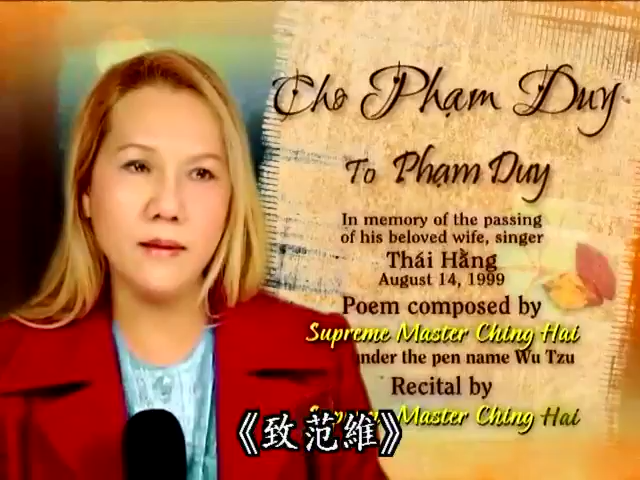 Cho Phạm Duy
To Phạm Duy
In memory of the passing
of his beloved wife, singer
Thái Hằng
August 14, 1999
Poem composed by
Supreme Master Ching Hai
under the pen name Wu Tzu
Recital by
Supreme Master Ching Hai
《致范維》